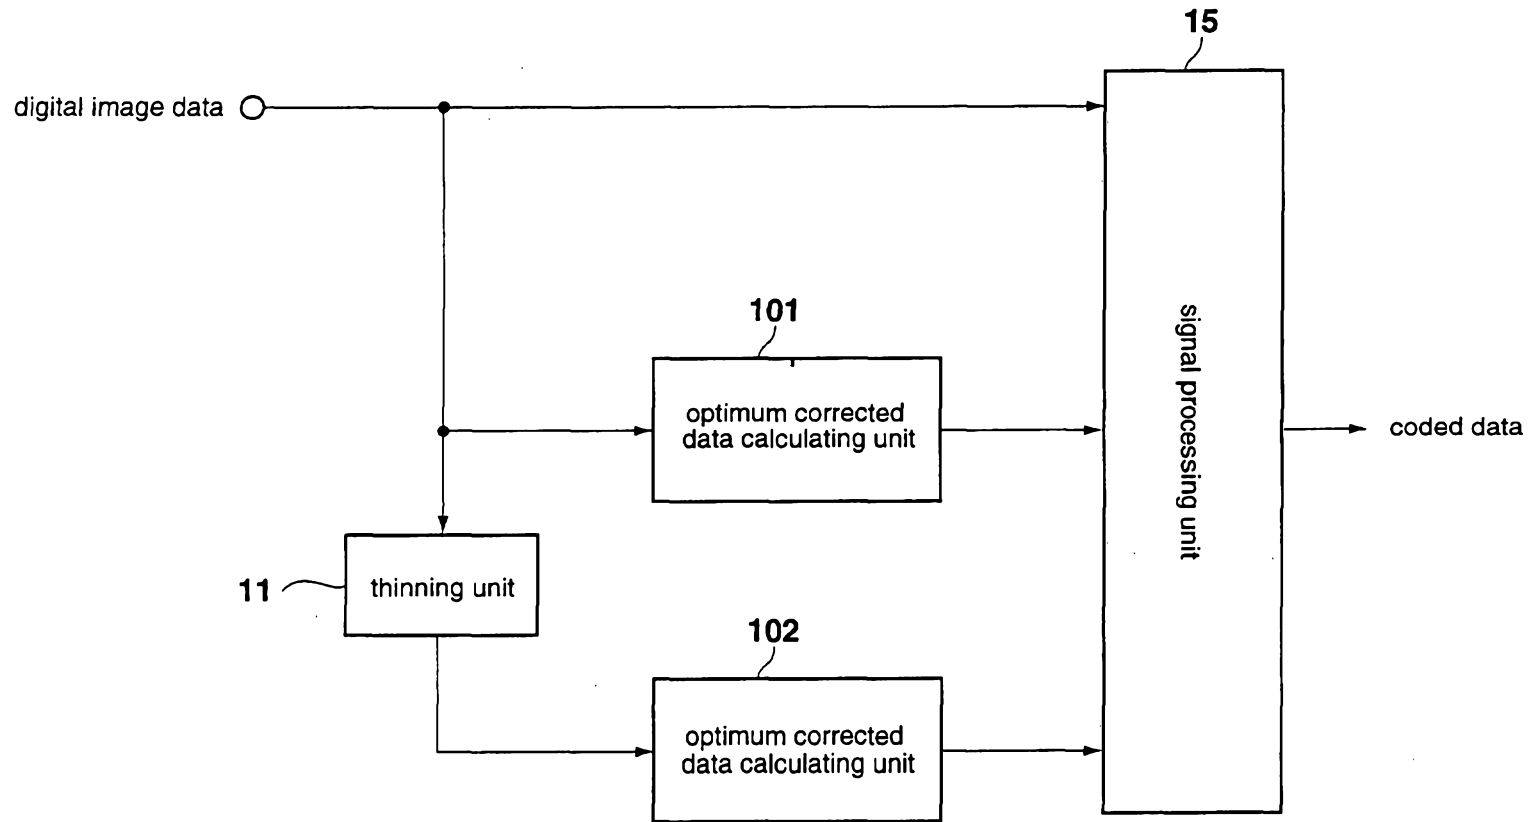 15
digital image data
101
optimum corrected
data calculating unit
signal processing unit
coded data
11
thinning unit
102
optimum corrected
data calculating unit